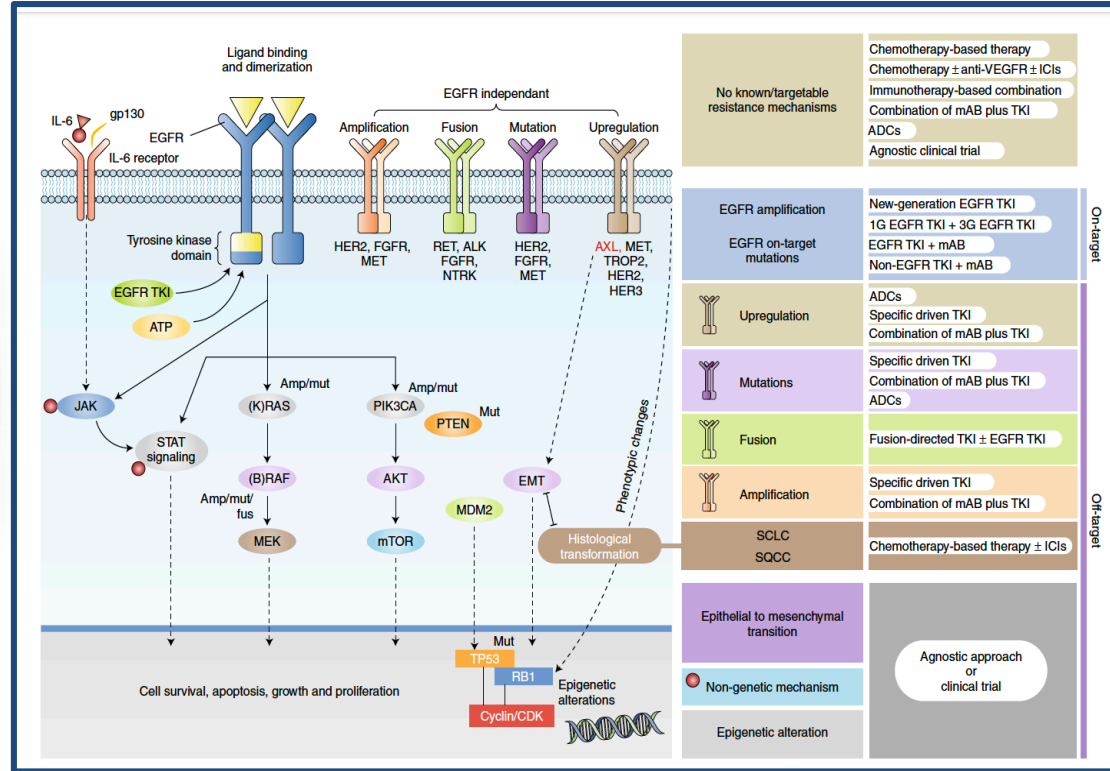 Ligand binding
and dimerization
IL-6
gp130
EGFR
IL-6 receptor
EGFR independant
Amplification
Fusion
Mutation
Upregulation
Tyrosine kinase
domain
HER2, FGFR,
MET
RET, ALK
FGFR,
NTRK
HER2,
FGFR,
MET
AXL, MET,
TROP2,
HER2,
HER3
EGFR TKI
ATP
JAK
STAT
signaling
Amp/mut
(K)RAS
(B)RAF
Amp/mut/
fus
MEK
Amp/mut
PIK3CA
Mut
PTEN
AKT
mTOR
MDM2
EMT
Phenotypic changes
Histological
transformation
Mut
TP53
RB1
Cyclin/CDK
Epigenetic
alterations
Cell survival, apoptosis, growth and proliferation
No known/targetable
resistance mechanisms
Chemotherapy-based therapy
Chemotherapy ± anti-VEGFR ± ICIs
Immunotherapy-based combination
Combination of mAB plus TKI
ADCs
Agnostic clinical trial
EGFR amplification
EGFR on-target
mutations
New-generation EGFR TKI
1G EGFR TKI + 3G EGFR TKI
EGFR TKI + mAB
Non-EGFR TKI + mAB
On-target
Upregulation
ADCs
Specific driven TKI
Combination of mAB plus TKI
Mutations
Specific driven TKI
Combination of mAB plus TKI
ADCs
Fusion
Fusion-directed TKI ± EGFR TKI
Amplification
Specific driven TKI
Combination of mAB plus TKI
SCLC
SQCC
Chemotherapy-based therapy ± ICIs
Off-target
Epithelial to mesenchymal
transition
Non-genetic mechanism
Epigenetic alteration
Agnostic approach
or
clinical trial